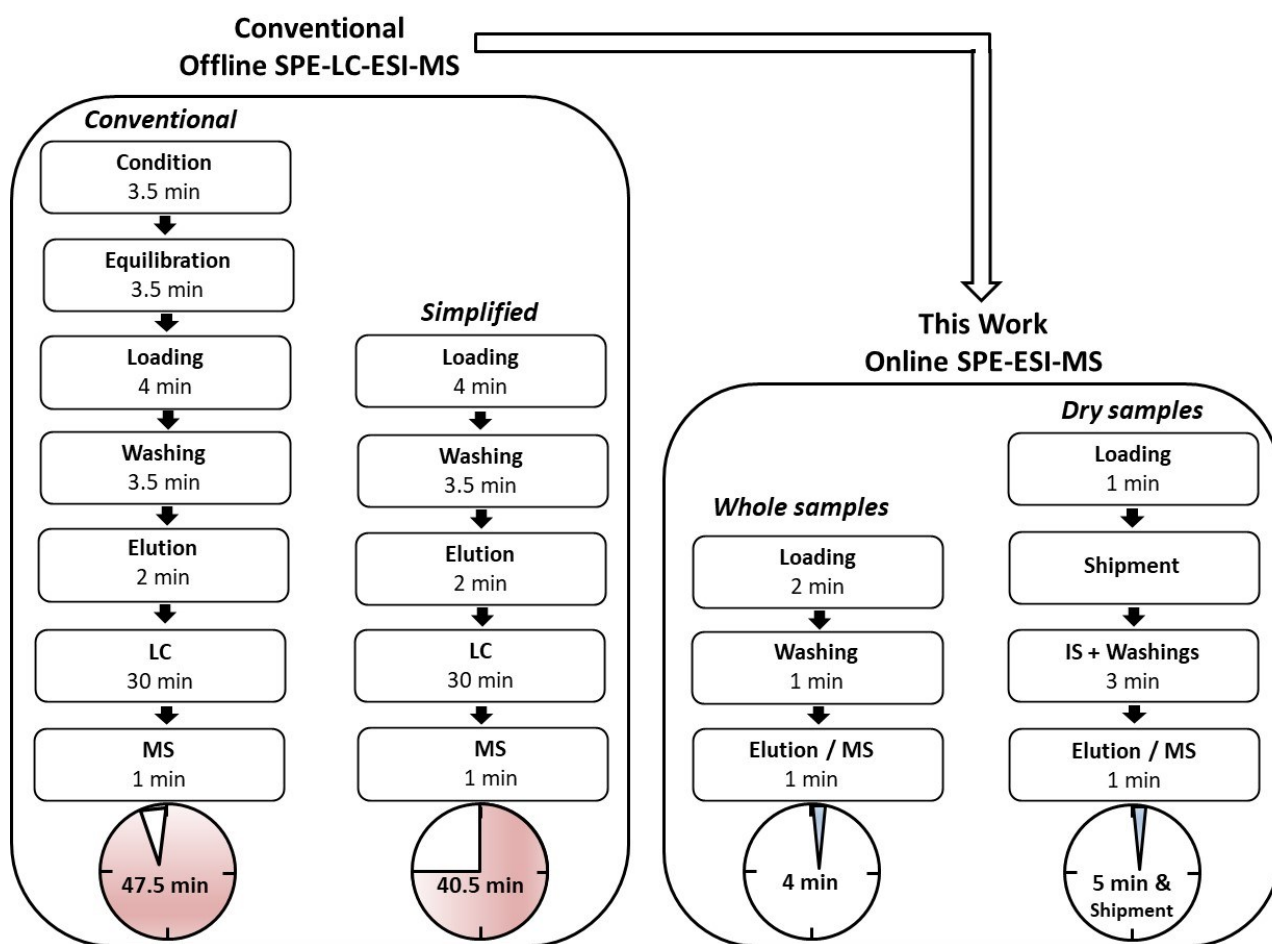 Conventional
Offline SPE-LC-ESI-MS
Conventional
Condition
3.5 min
Equilibration
3.5 min
Loading
4 min
Washing
3.5 min
Elution
2 min
LC
30 min
MS
1 min
47.5 min
Simplified
Loading
4 min
Washing
3.5 min
Elution
2 min
LC
30 min
MS
1 min
40.5 min
This Work
Online SPE-ESI-MS
Whole samples
Loading
2 min
Washing
1 min
Elution / MS
1 min
4 min
Dry samples
Loading
1 min
Shipment
IS + Washings
3 min
Elution / MS
1 min
5 min &
Shipment